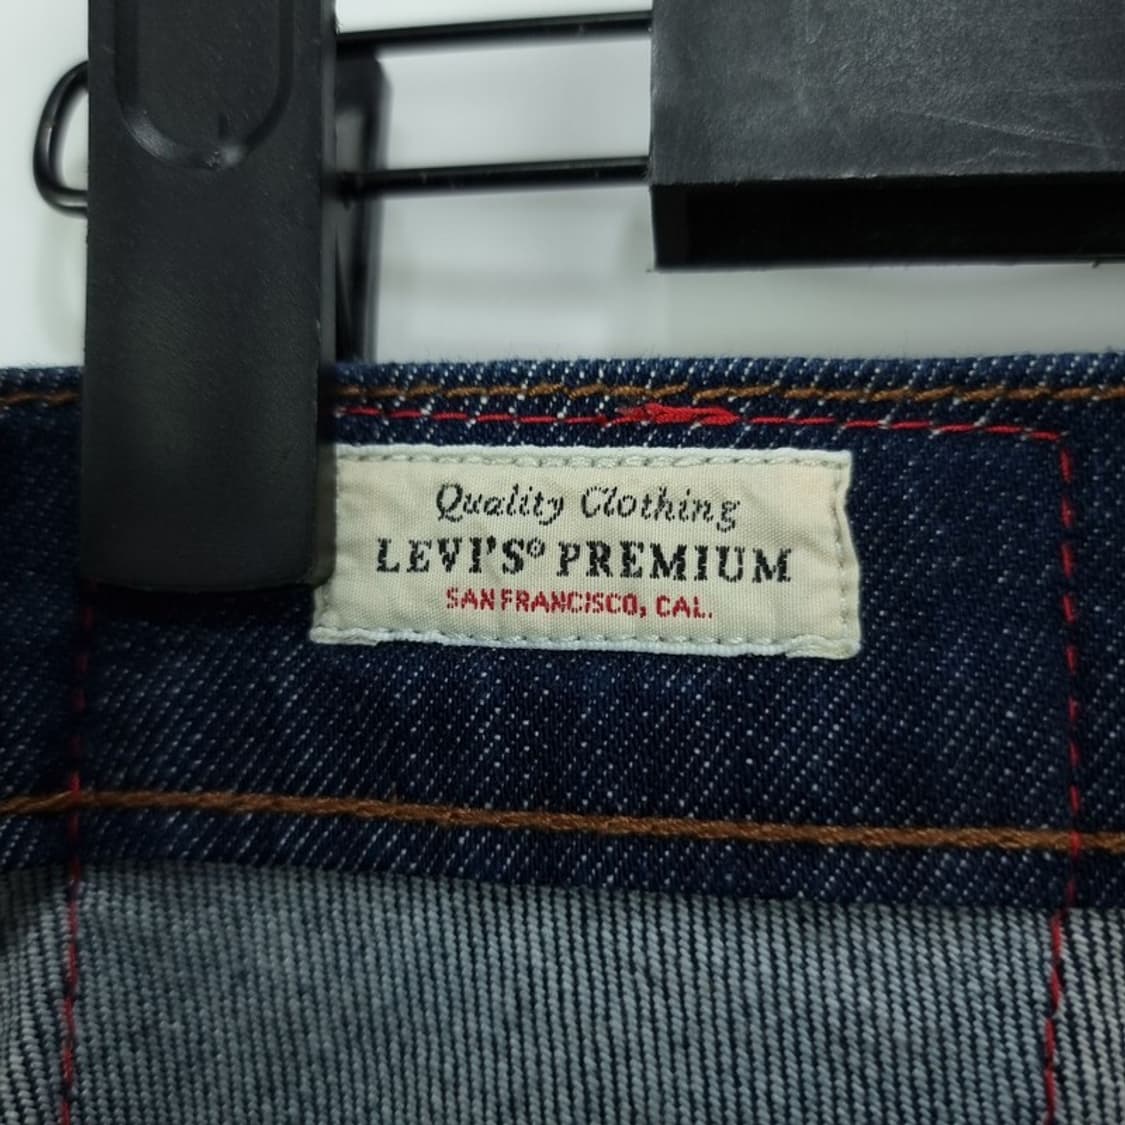 Quality Clothing
LEVI'S® PREMIUM
SAN FRANCISCO, CAL.